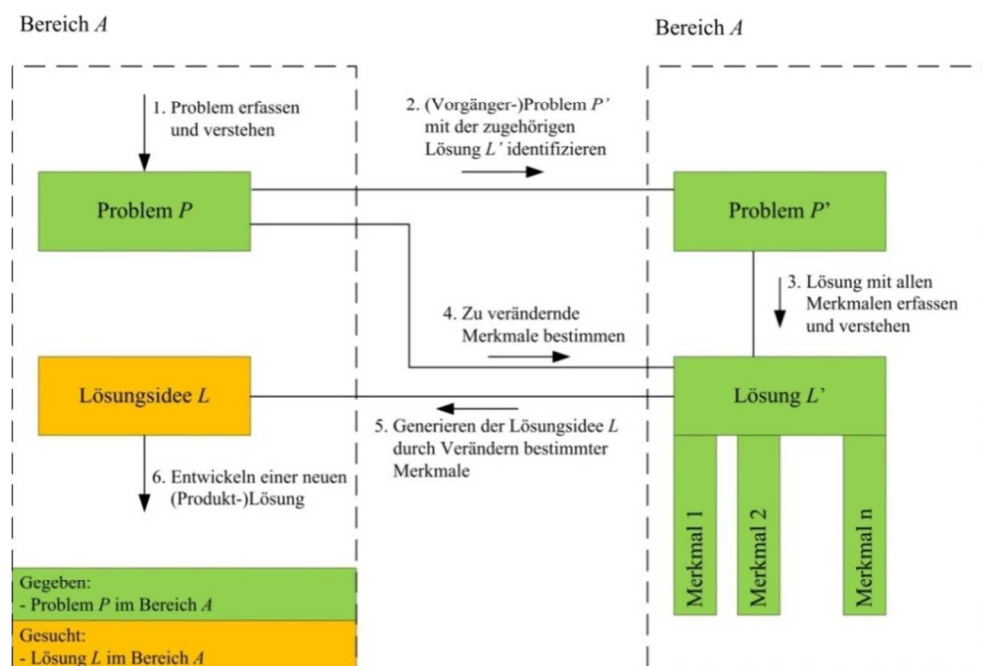 Bereich A
Bereich A
1. Problem erfassen
und verstehen
2. (Vorgänger-)Problem P’
mit der zugehörigen
Lösung L’ identifizieren
Problem P
Problem P’
3. Lösung mit allen
Merkmalen erfassen
und verstehen
4. Zu verändernde
Merkmale bestimmen
Lösungsidee L
Lösung L’
5. Generieren der Lösungsidee L
durch Verändern bestimmter
Merkmale
6. Entwickeln einer neuen
(Produkt-)Lösung
Merkmal 1
Merkmal 2
Merkmal n
Gegeben:
- Problem P im Bereich A
Gesucht:
- Lösung L im Bereich A